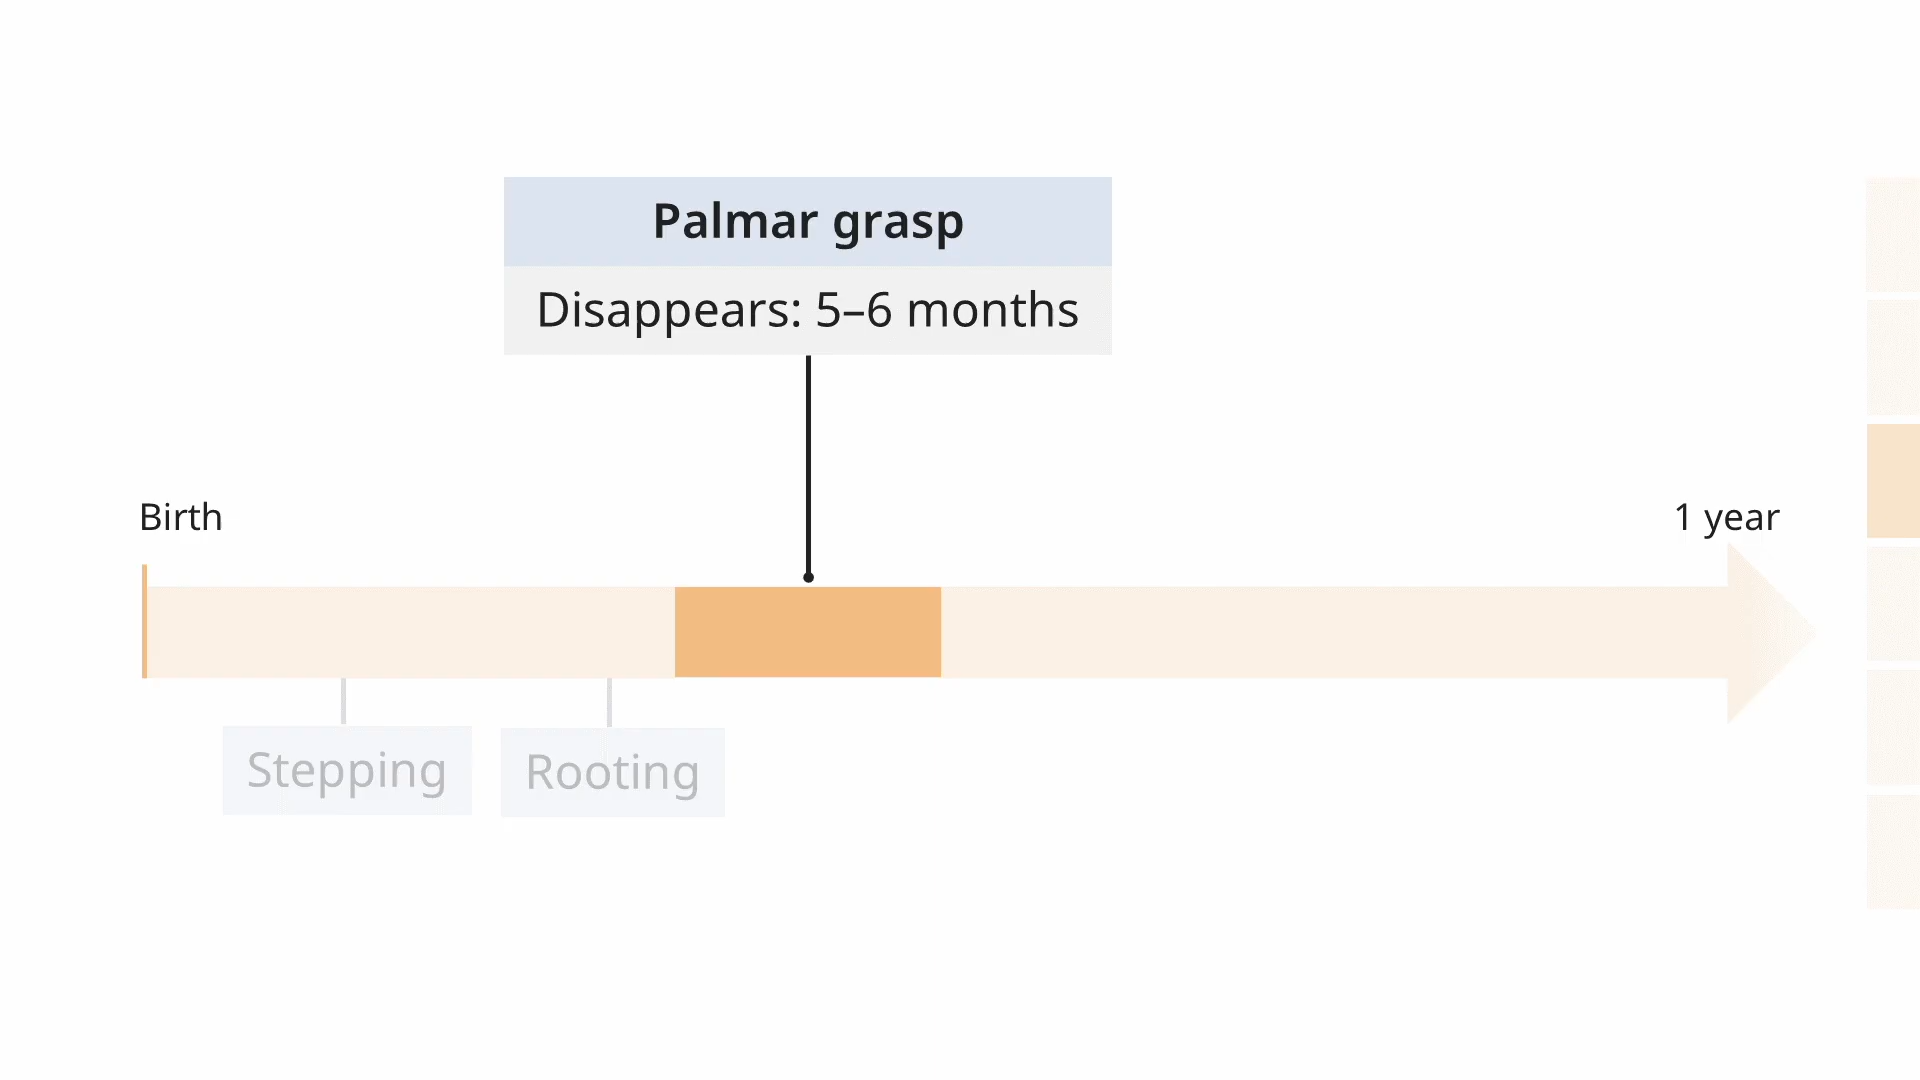 Palmar grasp
Disappears: 5–6 months
Birth
1 year
Stepping
Rooting